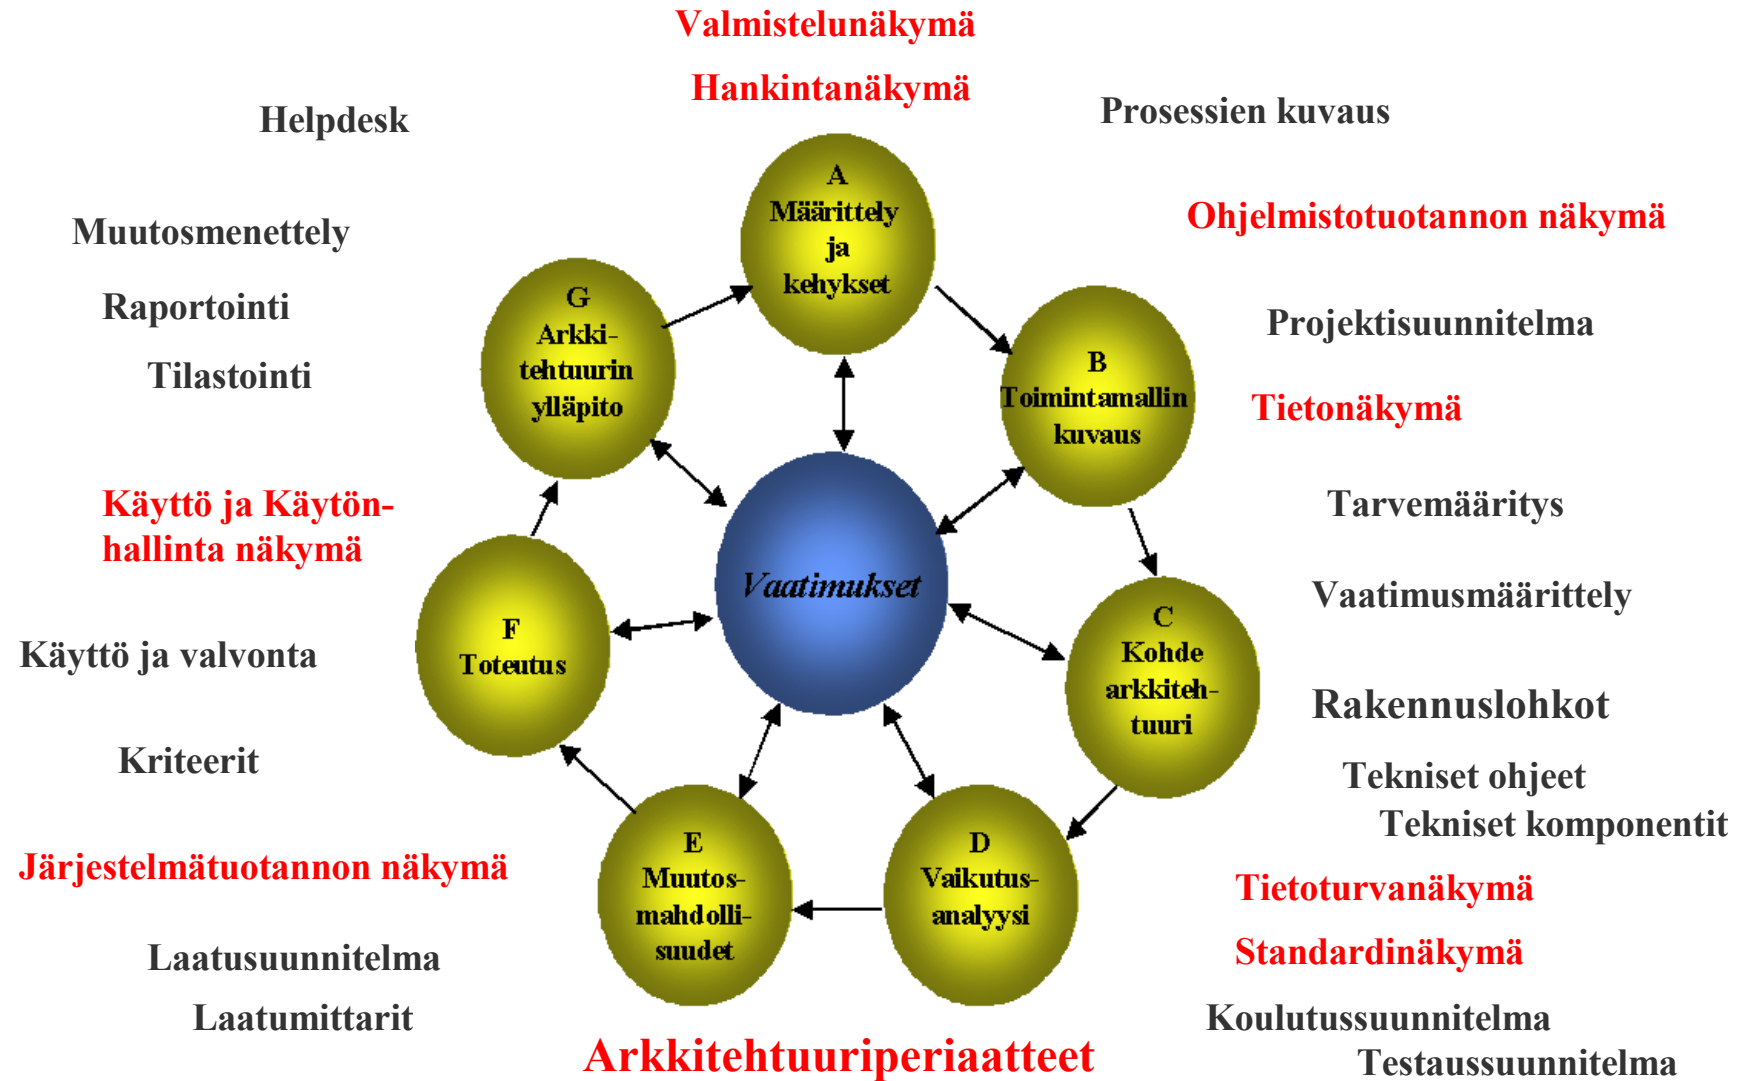 Valmistelunäkymä
Hankintanäkymä
Helpdesk
Prosessien kuvaus
A
Määrittely
ja
kehykset
Ohjelmistotuotannon näkymä
Muutosmenettely
G
Arkki-
tehtuurin
ylläpito
Raportointi
Tilastointi
Projektisuunnitelma
B
Toimintamallin
kuvaus
Tietonäkymä
Käyttö ja Käytön-
hallinta näkymä
Tarvemääritys
Vaatimukset
Vaatimusmäärittely
F
Toteutus
C
Kohde
arkkiteh-
tuuri
Käyttö ja valvonta
Rakennuslohkot
Kriteerit
Tekniset ohjeet
Tekniset komponentit
Järjestelmätuotannon näkymä
E
Muutos-
mahdolli-
suudet
D
Vaikutus-
analyysi
Tietoturvanäkymä
Standardinäkymä
Laatusuunnitelma
Laatumittarit
Koulutussuunnitelma
Testaussuunnitelma
Arkkitehtuuriperiaatteet